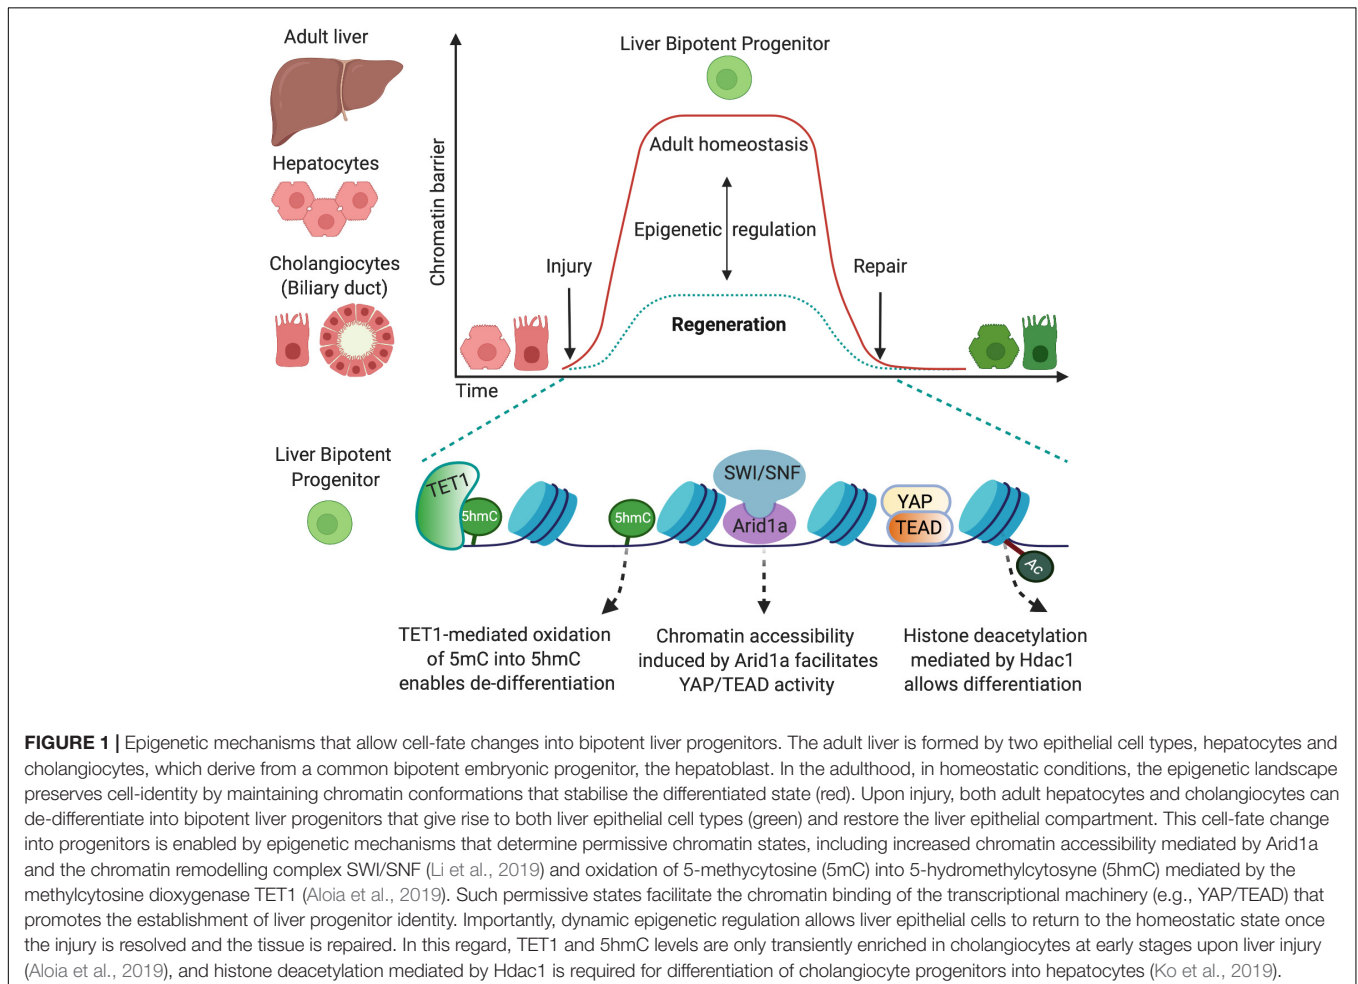 Adult liver
Hepatocytes
Cholangiocytes
(Biliary duct)
Chromatin barrier
Liver Bipotent Progenitor
Adult homeostasis
Epigenetic regulation
Injury
Repair
Regeneration
Time
Liver Bipotent
Progenitor
TET1
5hmC
5hmC
SWI/SNF
Arid1a
YAP
TEAD
Ac
TET1-mediated oxidation
of 5mC into 5hmC
enables de-differentiation
Chromatin accessibility
induced by Arid1a facilitates
YAP/TEAD activity
Histone deacetylation
mediated by Hdac1
allows differentiation
FIGURE 1 | Epigenetic mechanisms that allow cell-fate changes into bipotent liver progenitors. The adult liver is formed by two epithelial cell types, hepatocytes and
cholangiocytes, which derive from a common bipotent embryonic progenitor, the hepatoblast. In the adulthood, in homeostatic conditions, the epigenetic landscape
preserves cell-identity by maintaining chromatin conformations that stabilise the differentiated state (red). Upon injury, both adult hepatocytes and cholangiocytes can
de-differentiate into bipotent liver progenitors that give rise to both liver epithelial cell types (green) and restore the liver epithelial compartment. This cell-fate change
into progenitors is enabled by epigenetic mechanisms that determine permissive chromatin states, including increased chromatin accessibility mediated by Arid1a
and the chromatin remodelling complex SWI/SNF (Li et al., 2019) and oxidation of 5-methycytosine (5mC) into 5-hydromethylcytosyne (5hmC) mediated by the
methylcytosine dioxygenase TET1 (Aloia et al., 2019). Such permissive states facilitate the chromatin binding of the transcriptional machinery (e.g., YAP/TEAD) that
promotes the establishment of liver progenitor identity. Importantly, dynamic epigenetic regulation allows liver epithelial cells to return to the homeostatic state once
the injury is resolved and the tissue is repaired. In this regard, TET1 and 5hmC levels are only transiently enriched in cholangiocytes at early stages upon liver injury
(Aloia et al., 2019), and histone deacetylation mediated by Hdac1 is required for differentiation of cholangiocyte progenitors into hepatocytes (Ko et al., 2019).